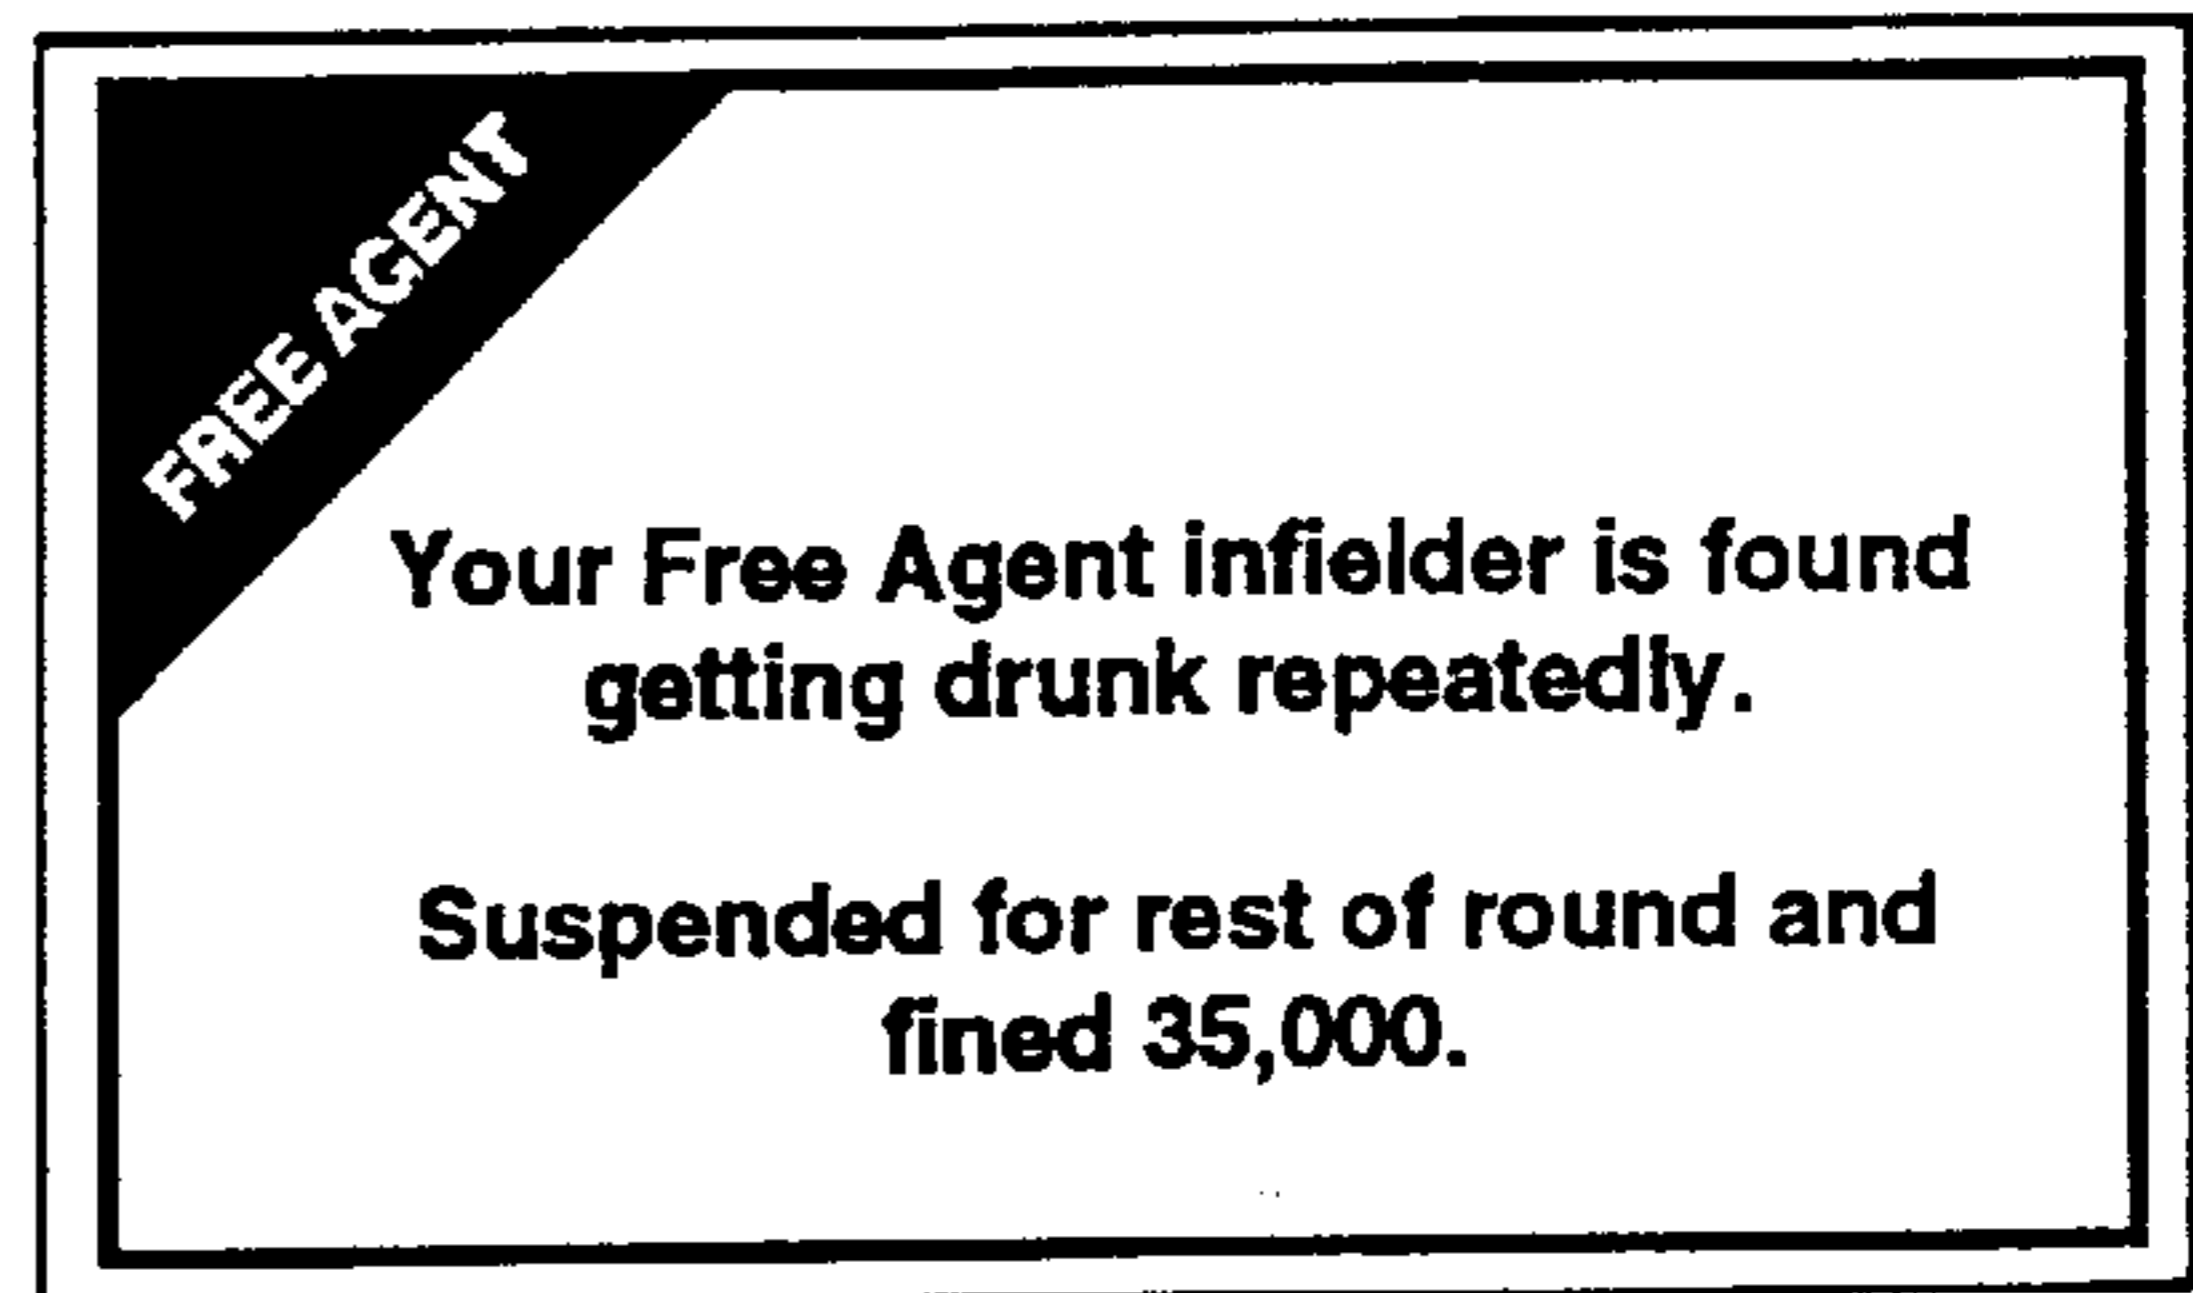 FREE AGENT
Your Free Agent infielder is found
getting drunk repeatedly.
Suspended for rest of round and
fined 35,000.